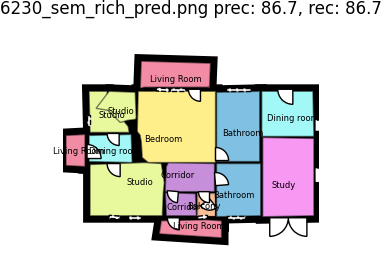 6230_sem_rich_pred.png prec: 86.7, rec: 86.7
Living Room
Studio
Studio
Dining room
Bathroom
Bedroom
Living Room
Dining room
Corridor
Studio
Study
Bathroom
Corridor
Balcony
Living Room